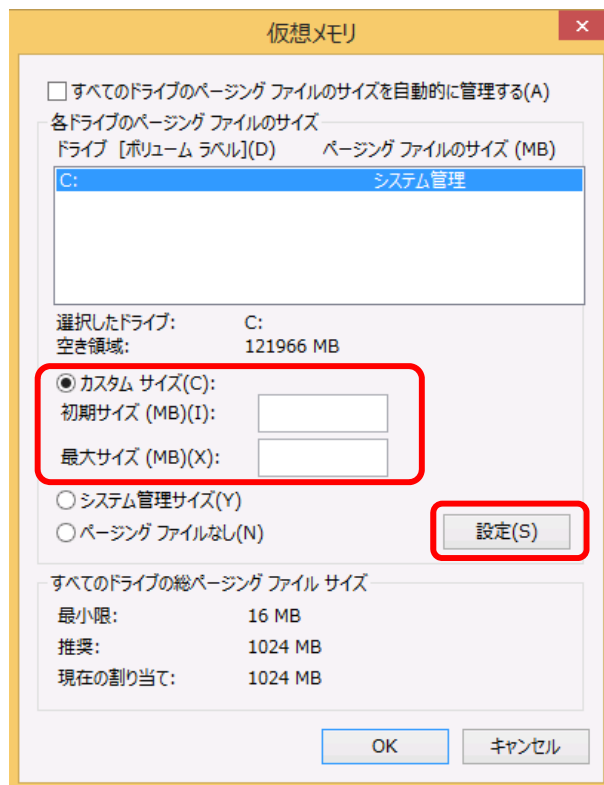 仮想メモリ
すべてのドライブのページング ファイルのサイズを自動的に管理する(A)
各ドライブのページング ファイルのサイズ
ドライブ [ボリューム ラベル](D) ページング ファイルのサイズ (MB)
C: システム管理
選択したドライブ: C:
空き領域: 121966 MB
カスタム サイズ(C):
初期サイズ (MB)(I):
最大サイズ (MB)(X):
システム管理サイズ(Y)
ページング ファイルなし(N)
設定(S)
すべてのドライブの総ページング ファイル サイズ
最小限: 16 MB
推奨: 1024 MB
現在の割り当て: 1024 MB
OK キャンセル